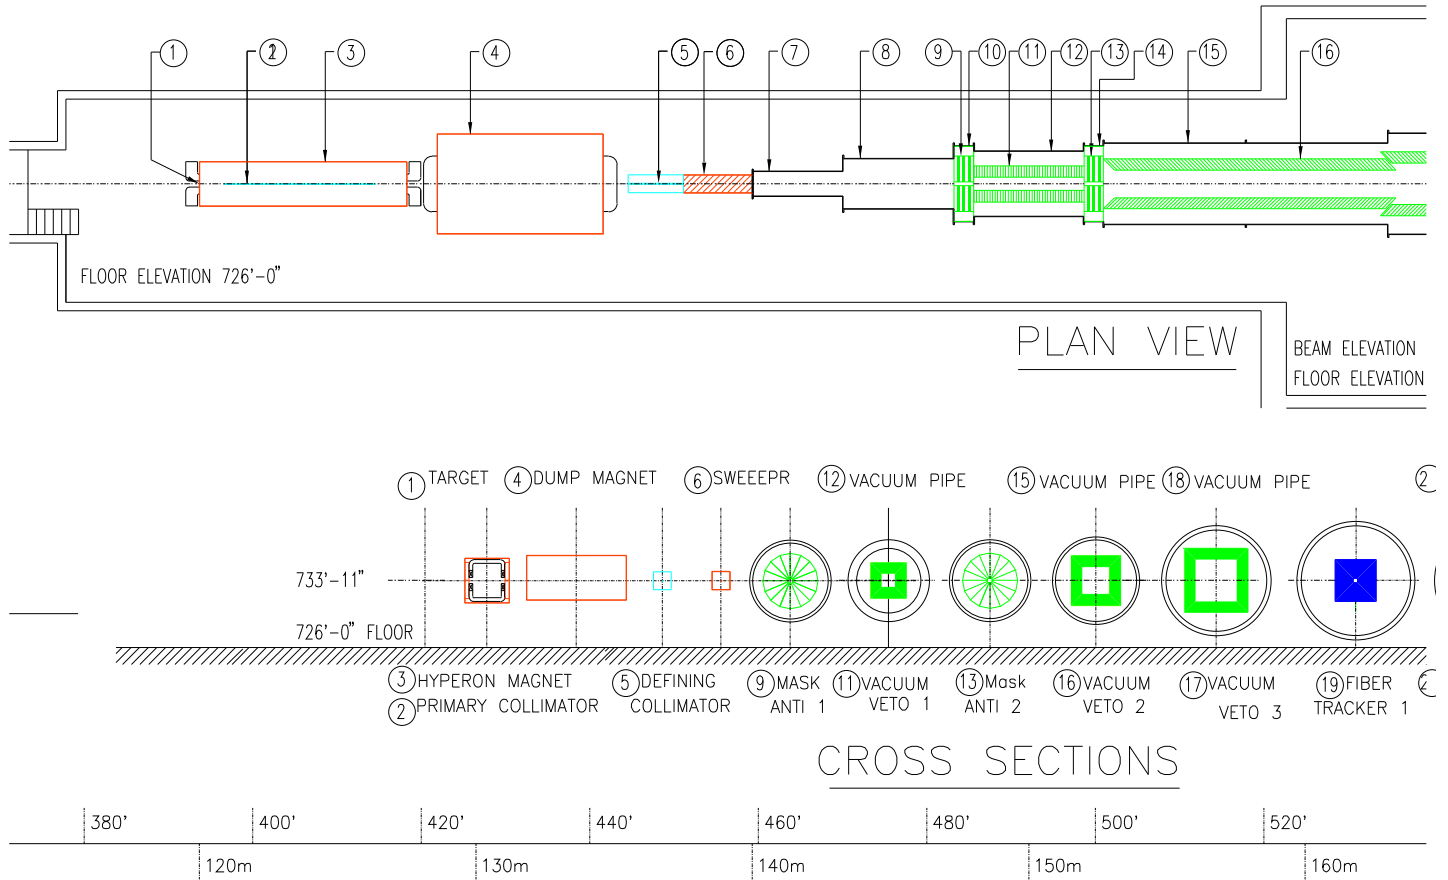 1 2 3 4 5 6 7 8 9 10 11 12 13 14 15 16
FLOOR ELEVATION 726'-0"
PLAN VIEW
BEAM ELEVATION
FLOOR ELEVATION
1 TARGET 4 DUMP MAGNET 6 SWEEEPR 12 VACUUM PIPE 15 VACUUM PIPE 18 VACUUM PIPE
733'-11"
726'-0" FLOOR
3 HYPERON MAGNET
2 PRIMARY COLLIMATOR
5 DEFINING
COLLIMATOR
9 MASK
ANTI 1
11 VACUUM
VETO 1
13 Mask
ANTI 2
16 VACUUM
VETO 2
17 VACUUM
VETO 3
19 FIBER
TRACKER 1
CROSS SECTIONS
380' 400' 420' 440' 460' 480' 500' 520'
120m 130m 140m 150m 160m